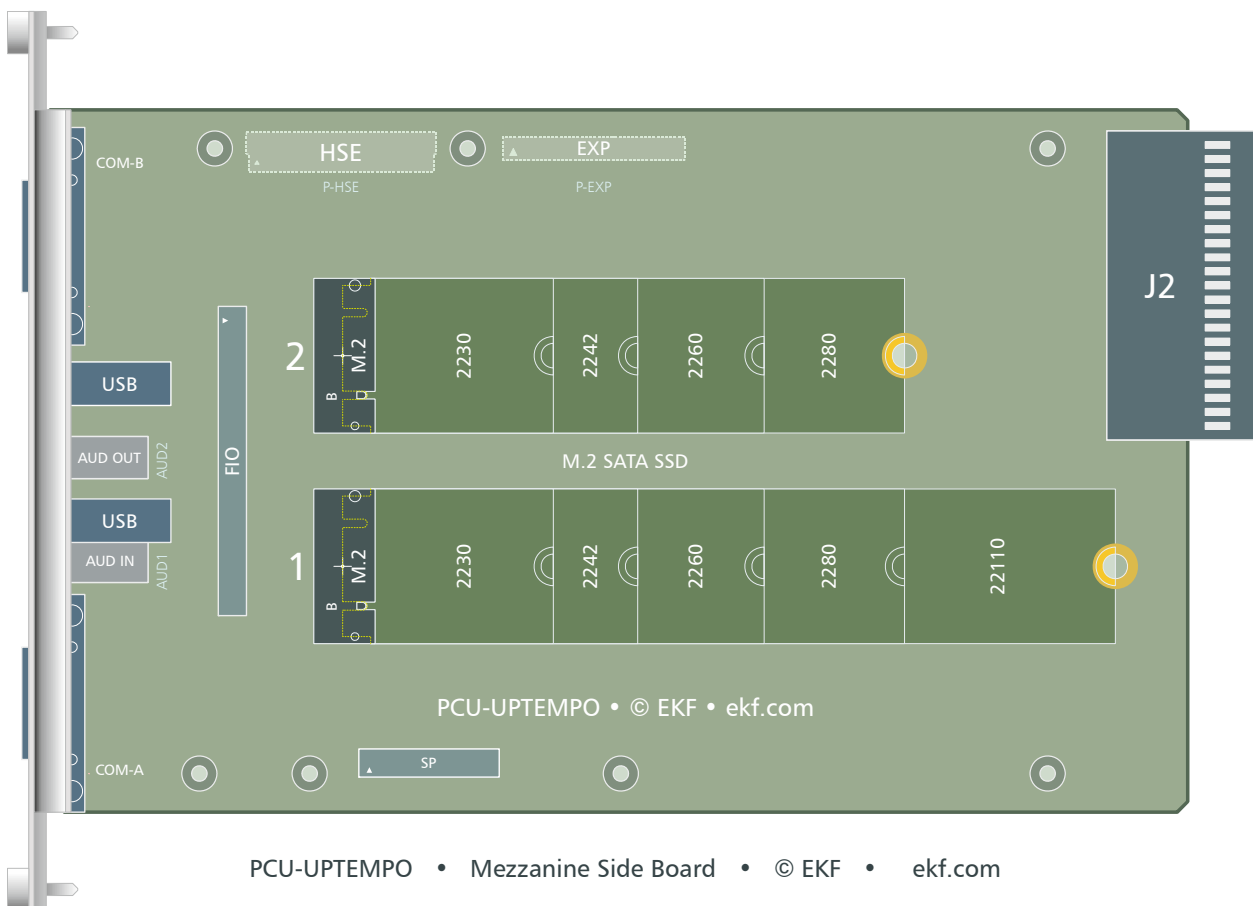 COM-B
HSE
EXP
P-HSE
P-EXP
J2
2
B
M.2
2230
2242
2260
2280
USB
AUD OUT
AUD2
FIO
M.2 SATA SSD
USB
AUD IN
AUD1
1
B
M.2
2230
2242
2260
2280
22110
PCU-UPTEMPO • © EKF • ekf.com
SP
COM-A
PCU-UPTEMPO • Mezzanine Side Board • © EKF • ekf.com